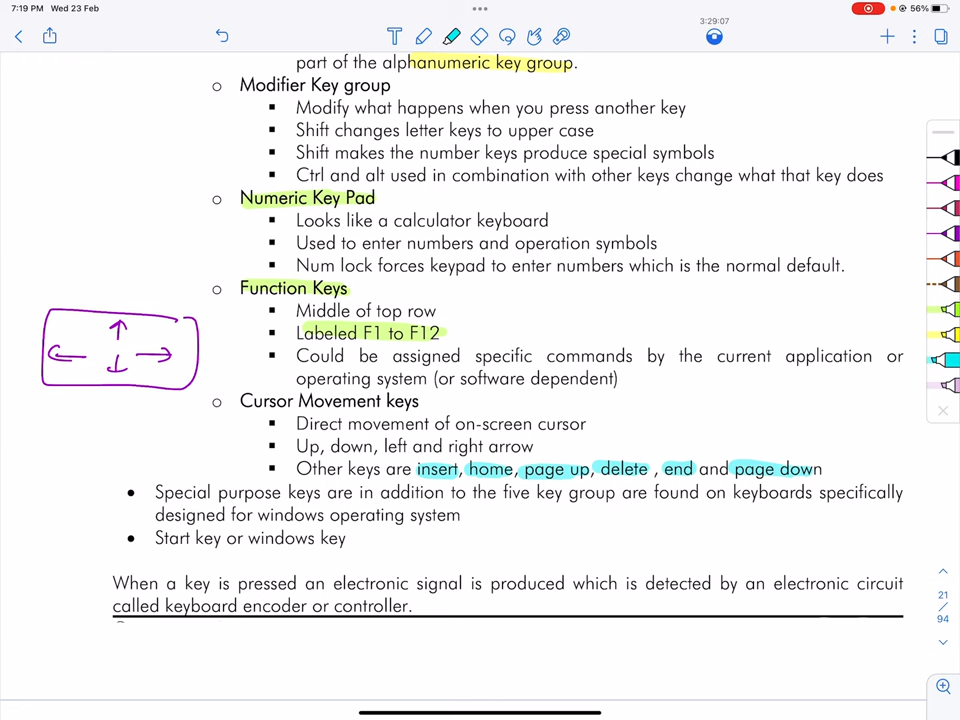 7:19 PM Wed 23 Feb
56%
3:29:07
T
part of the alphanumeric key group.
o Modifier Key group
▪ Modify what happens when you press another key
▪ Shift changes letter keys to upper case
▪ Shift makes the number keys produce special symbols
▪ Ctrl and alt used in combination with other keys change what that key does
o Numeric Key Pad
▪ Looks like a calculator keyboard
▪ Used to enter numbers and operation symbols
▪ Num lock forces keypad to enter numbers which is the normal default.
o Function Keys
▪ Middle of top row
▪ Labeled F1 to F12
▪ Could be assigned specific commands by the current application or
operating system (or software dependent)
o Cursor Movement keys
▪ Direct movement of on-screen cursor
▪ Up, down, left and right arrow
▪ Other keys are insert, home, page up, delete , end and page down
• Special purpose keys are in addition to the five key group are found on keyboards specifically
designed for windows operating system
• Start key or windows key
When a key is pressed an electronic signal is produced which is detected by an electronic circuit
called keyboard encoder or controller.
21
/
94